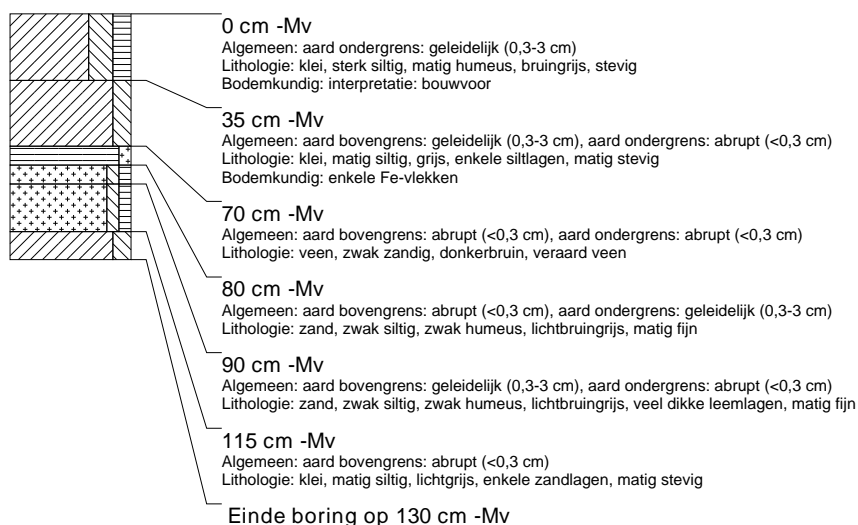 0 cm -Mv
Algemeen: aard ondergrens: geleidelijk (0,3-3 cm)
Lithologie: klei, sterk siltig, matig humeus, bruingrijs, stevig
Bodemkundig: interpretatie: bouwvoor
35 cm -Mv
Algemeen: aard bovengrens: geleidelijk (0,3-3 cm), aard ondergrens: abrupt (<0,3 cm)
Lithologie: klei, matig siltig, grijs, enkele siltlagen, matig stevig
Bodemkundig: enkele Fe-vlekken
70 cm -Mv
Algemeen: aard bovengrens: abrupt (<0,3 cm), aard ondergrens: abrupt (<0,3 cm)
Lithologie: veen, zwak zandig, donkerbruin, veraard veen
80 cm -Mv
Algemeen: aard bovengrens: abrupt (<0,3 cm), aard ondergrens: geleidelijk (0,3-3 cm)
Lithologie: zand, zwak siltig, zwak humeus, lichtbruingrijs, matig fijn
90 cm -Mv
Algemeen: aard bovengrens: geleidelijk (0,3-3 cm), aard ondergrens: abrupt (<0,3 cm)
Lithologie: zand, zwak siltig, zwak humeus, lichtbruingrijs, veel dikke leemlagen, matig fijn
115 cm -Mv
Algemeen: aard bovengrens: abrupt (<0,3 cm)
Lithologie: klei, matig siltig, lichtgrijs, enkele zandlagen, matig stevig
Einde boring op 130 cm -Mv